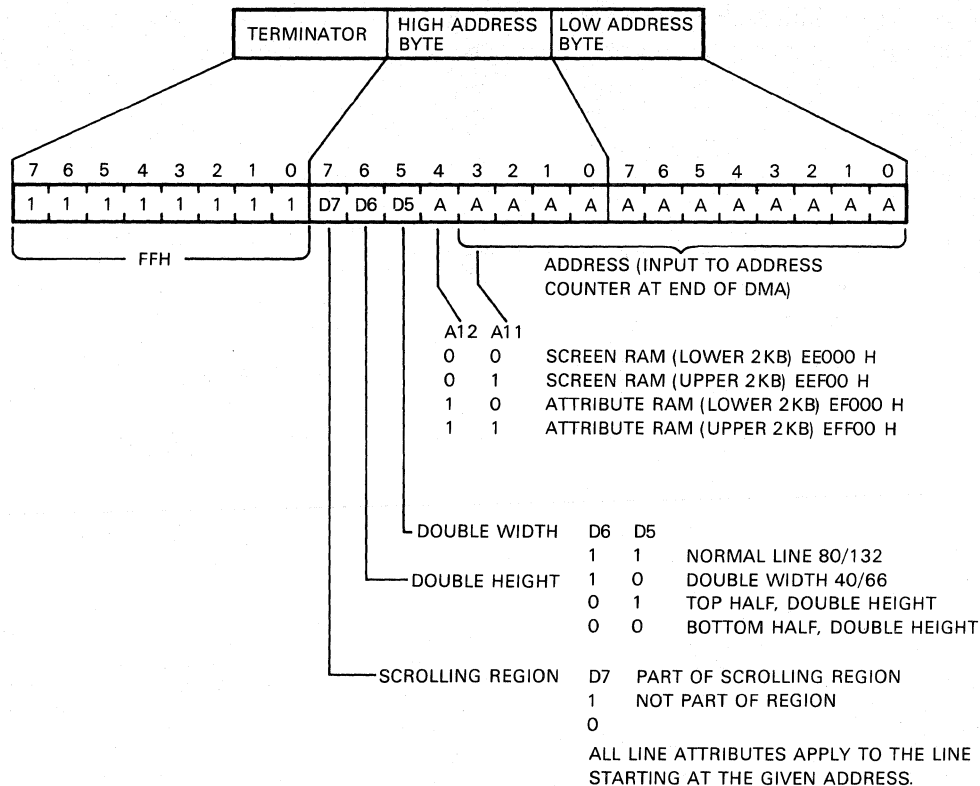 TERMINATOR HIGH ADDRESS BYTE LOW ADDRESS BYTE
7 6 5 4 3 2 1 0 7 6 5 4 3 2 1 0 7 6 5 4 3 2 1 0
1 1 1 1 1 1 1 1 D7 D6 D5 A A A A A A A A A A A A A
FFH
ADDRESS (INPUT TO ADDRESS
COUNTER AT END OF DMA)
A12 A11
0 0 SCREEN RAM (LOWER 2KB) EE000 H
0 1 SCREEN RAM (UPPER 2KB) EEF00 H
1 0 ATTRIBUTE RAM (LOWER 2KB) EF000 H
1 1 ATTRIBUTE RAM (UPPER 2KB) EFF00 H
DOUBLE WIDTH D6 D5
1 1 NORMAL LINE 80/132
DOUBLE HEIGHT 1 0 DOUBLE WIDTH 40/66
0 1 TOP HALF, DOUBLE HEIGHT
0 0 BOTTOM HALF, DOUBLE HEIGHT
SCROLLING REGION D7 PART OF SCROLLING REGION
1 NOT PART OF REGION
0
ALL LINE ATTRIBUTES APPLY TO THE LINE
STARTING AT THE GIVEN ADDRESS.